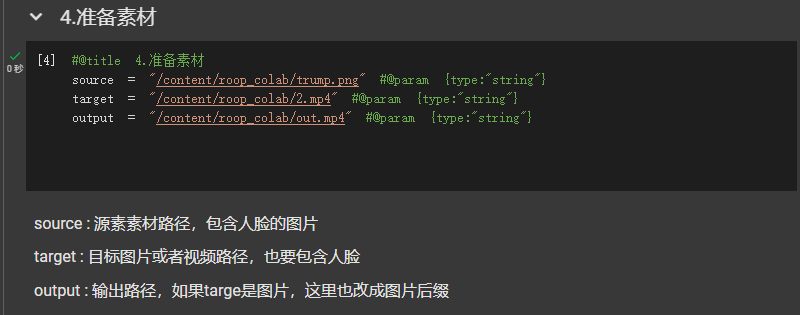 4.准备素材
[4] #@title 4.准备素材
0秒
source = "/content/roop_colab/trump.png" #@param {type:"string"}
target = "/content/roop_colab/2.mp4" #@param {type:"string"}
output = "/content/roop_colab/out.mp4" #@param {type:"string"}
source : 源素素材路径，包含人脸的图片
target : 目标图片或者视频路径，也要包含人脸
output : 输出路径，如果targe是图片，这里也改成图片后缀